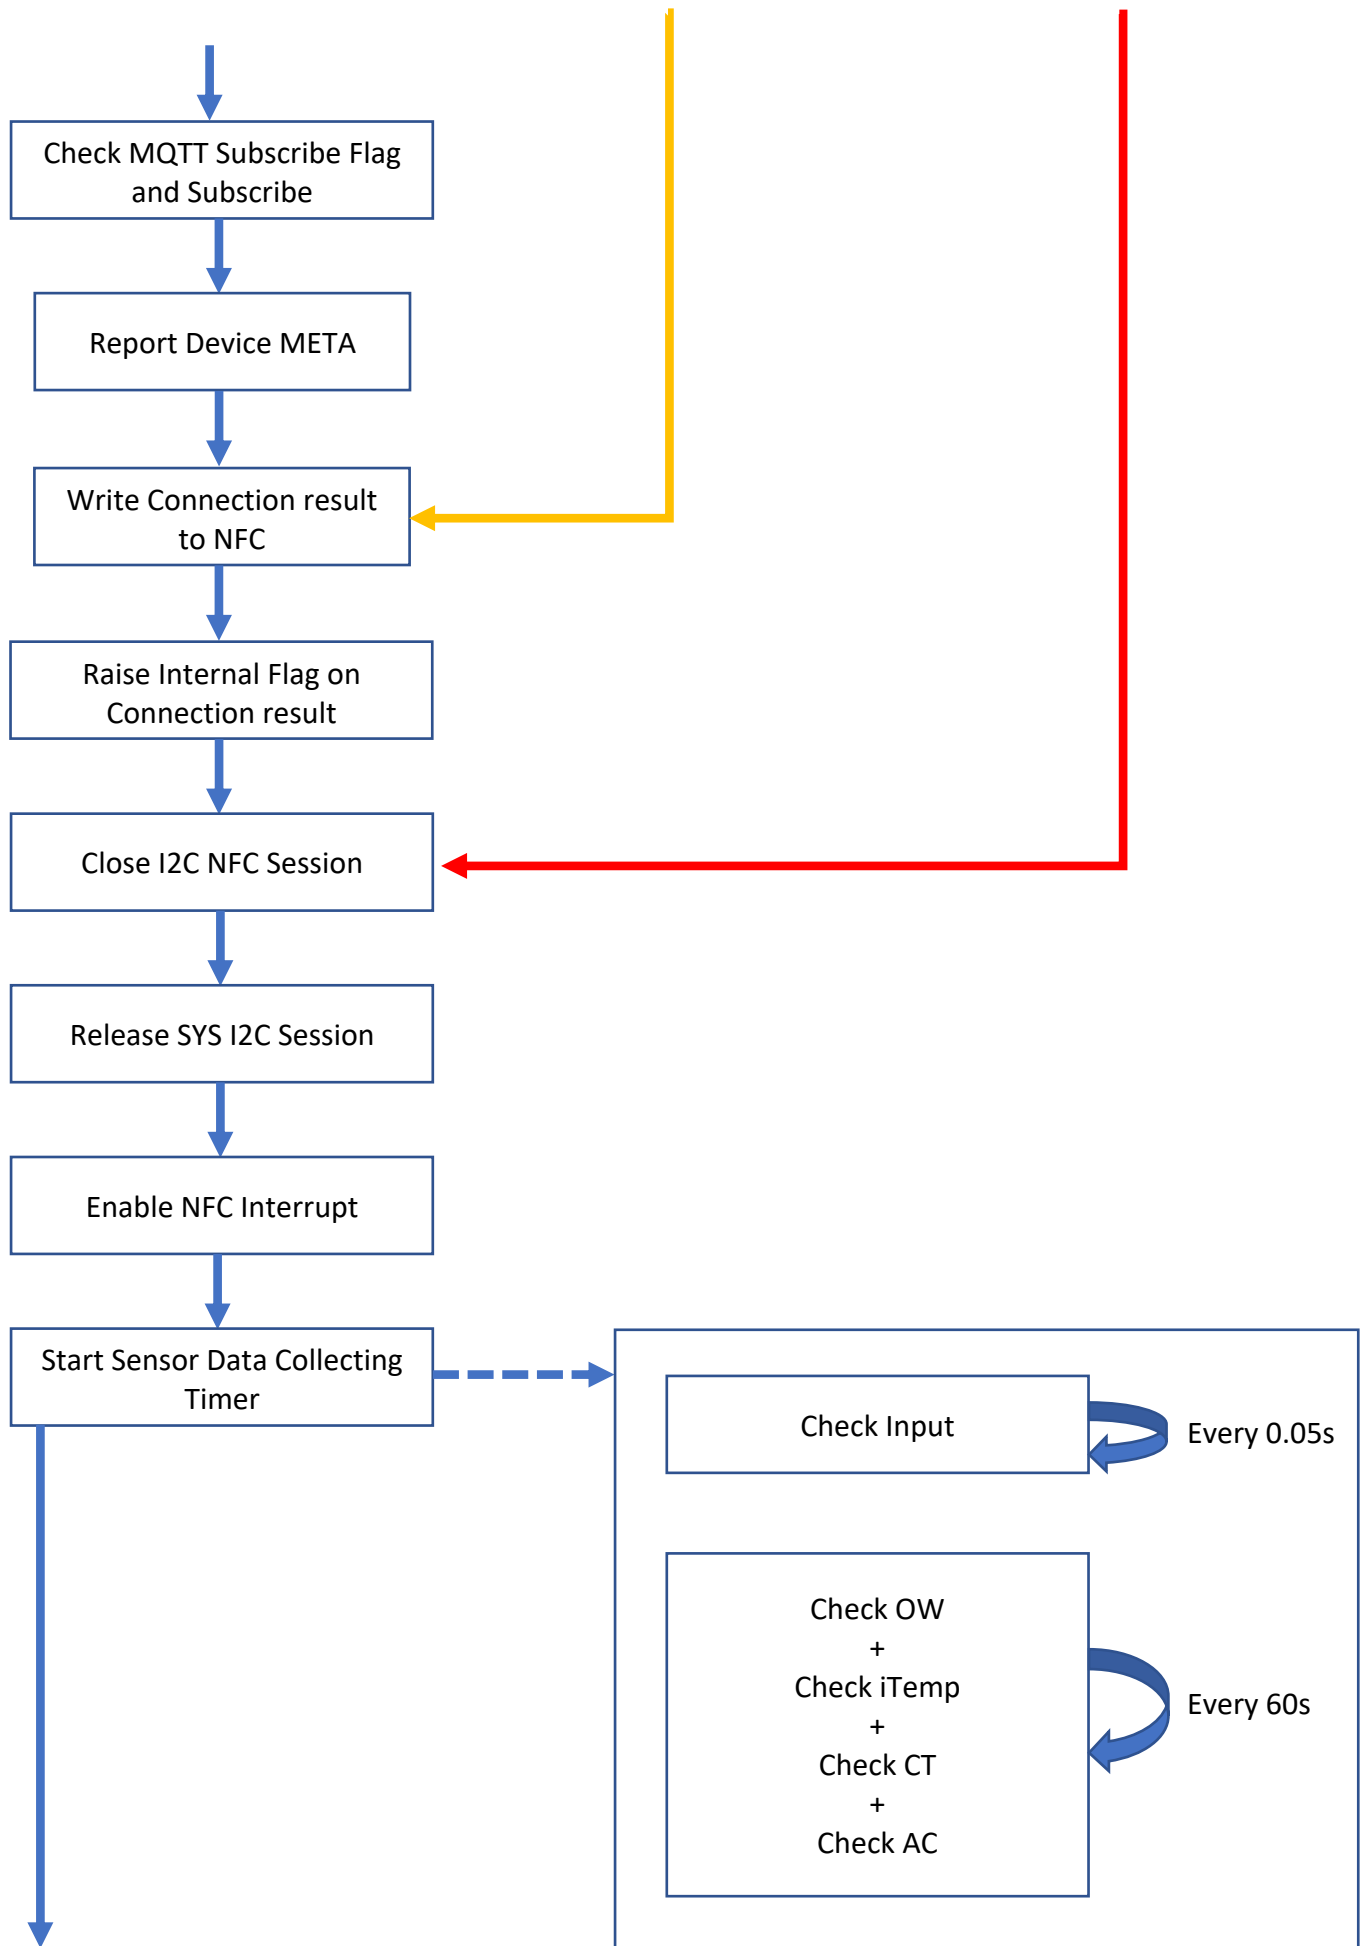 Check MQTT Subscribe Flag
and Subscribe
Report Device META
Write Connection result
to NFC
Raise Internal Flag on
Connection result
Close I2C NFC Session
Release SYS I2C Session
Enable NFC Interrupt
Start Sensor Data Collecting
Timer
Check Input
Every 0.05s
Check OW
+
Check iTemp
+
Check CT
+
Check AC
Every 60s